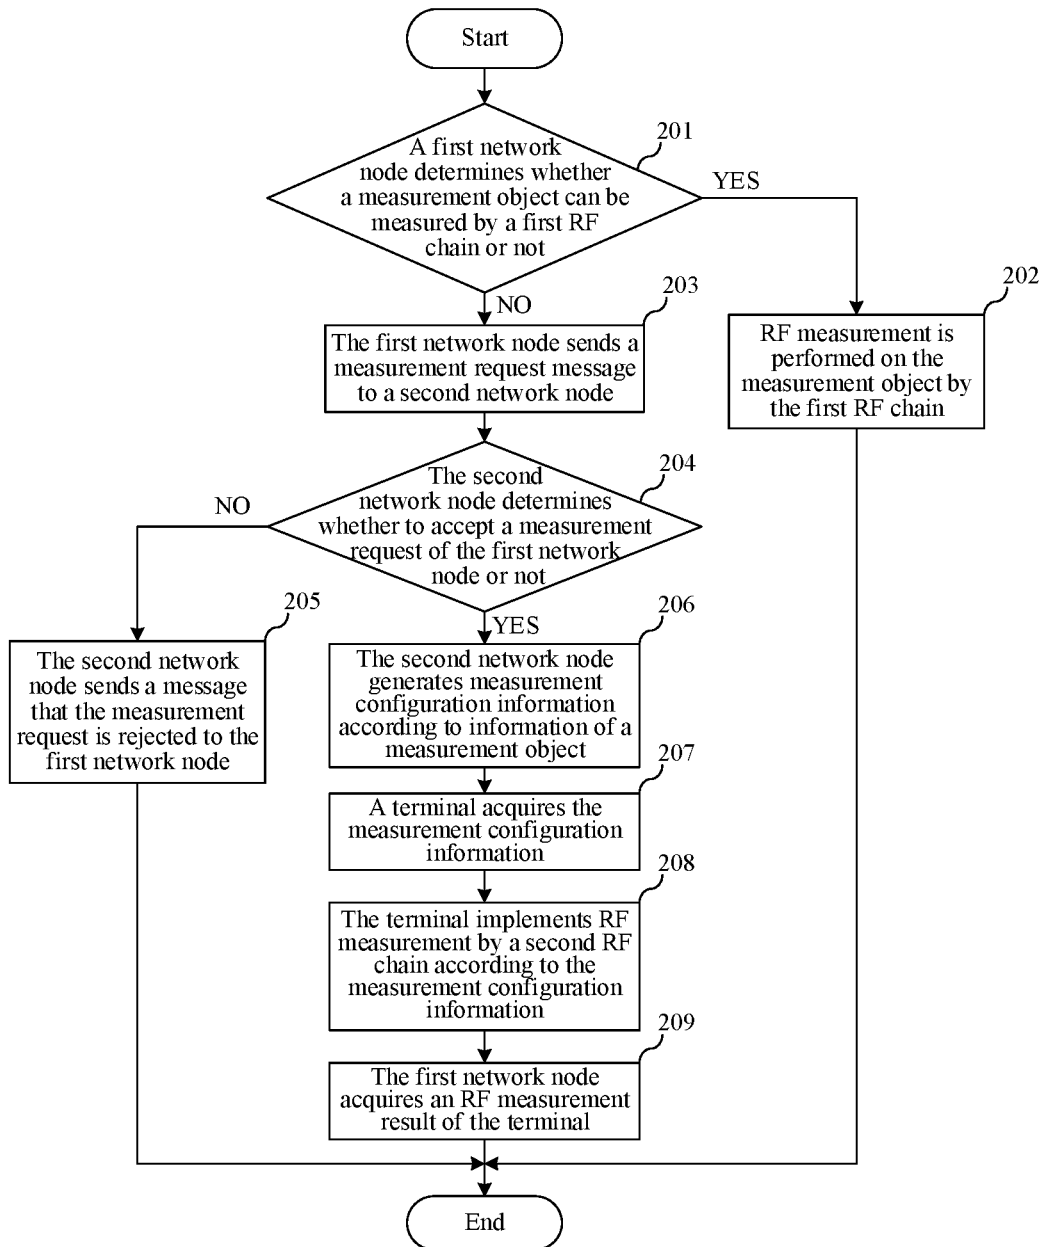 Start
A first network
node determines whether
a measurement object can be
measured by a first RF
chain or not
201
YES
NO
203
202
The first network node sends a
measurement request message
to a second network node
RF measurement is
performed on the
measurement object by
the first RF chain
The second
network node determines
whether to accept a measurement
request of the first network
node or not
204
NO
YES
205
206
The second network
node sends a message
that the measurement
request is rejected to the
first network node
The second network node
generates measurement
configuration information
according to information of a
measurement object
207
A terminal acquires the
measurement configuration
information
208
The terminal implements RF
measurement by a second RF
chain according to the
measurement configuration
information
209
The first network node
acquires an RF measurement
result of the terminal
End